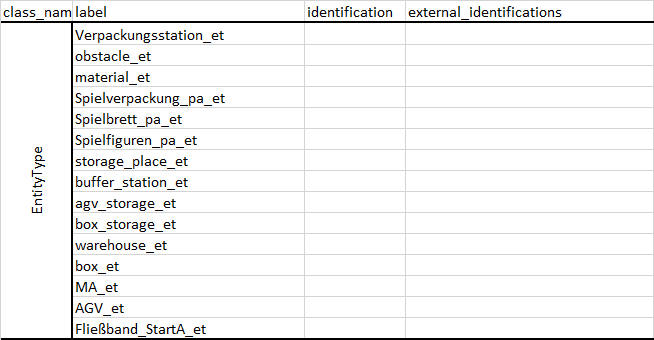 class_nam label identification external_identifications
EntityType
Verpackungsstation_et
obstacle_et
material_et
Spielverpackung_pa_et
Spielbrett_pa_et
Spielfiguren_pa_et
storage_place_et
buffer_station_et
agv_storage_et
box_storage_et
warehouse_et
box_et
MA_et
AGV_et
Fließband_StartA_et